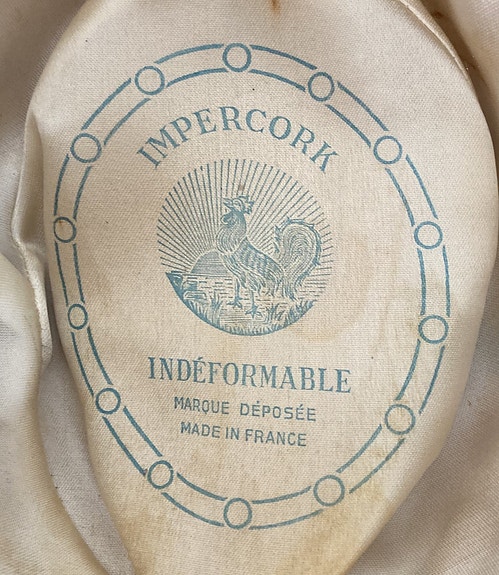 IMPERCORK
INDÉFORMABLE
MARQUE DÉPOSÉE
MADE IN FRANCE